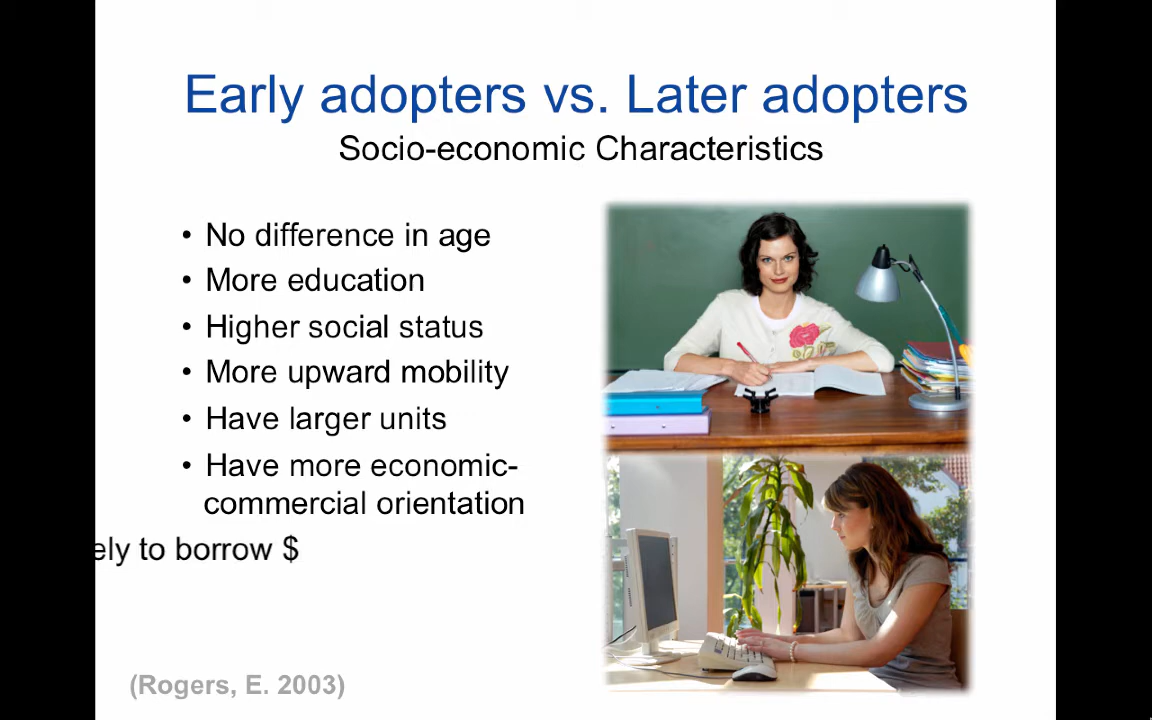 Early adopters vs. Later adopters
Socio-economic Characteristics
• No difference in age
• More education
• Higher social status
• More upward mobility
• Have larger units
• Have more economic-
commercial orientation
ely to borrow $
(Rogers, E. 2003)